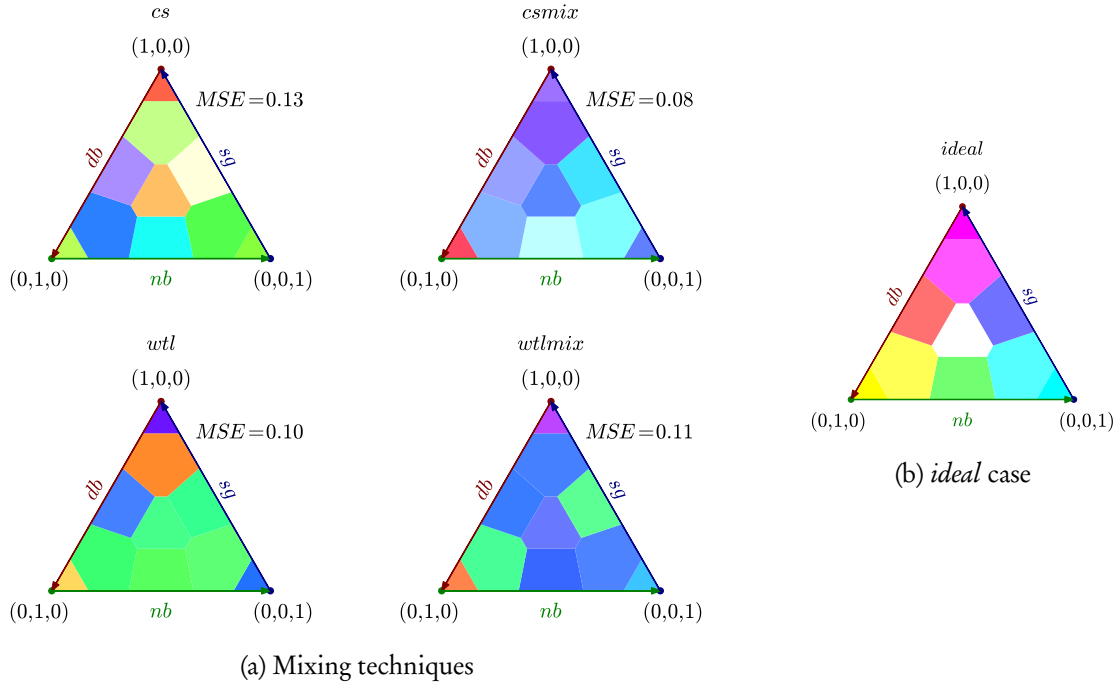 cs
(1,0,0)
MSE=0.13
db
sg
(0,1,0)
nb
(0,0,1)
csmix
(1,0,0)
MSE=0.08
db
sg
(0,1,0)
nb
(0,0,1)
wtl
(1,0,0)
MSE=0.10
db
sg
(0,1,0)
nb
(0,0,1)
wtlmix
(1,0,0)
MSE=0.11
db
sg
(0,1,0)
nb
(0,0,1)
(a) Mixing techniques
ideal
(1,0,0)
db
sg
(0,1,0)
nb
(0,0,1)
(b) ideal case